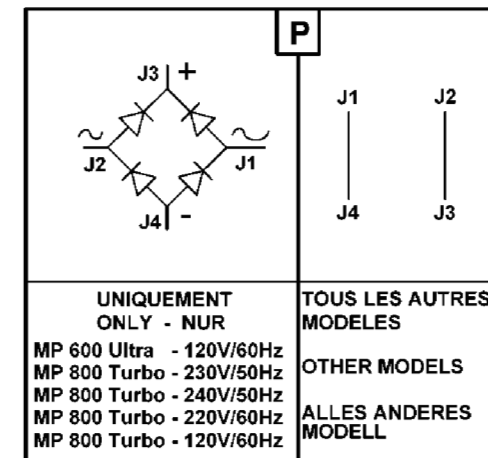 P
J3 +
J2
J1
J4 -
J1 J2
J4 J3
UNIQUEMENT
ONLY - NUR
MP 600 Ultra - 120V/60Hz
MP 800 Turbo - 230V/50Hz
MP 800 Turbo - 240V/50Hz
MP 800 Turbo - 220V/60Hz
MP 800 Turbo - 120V/60Hz
TOUS LES AUTRES
MODELES
OTHER MODELS
ALLES ANDERES
MODELL